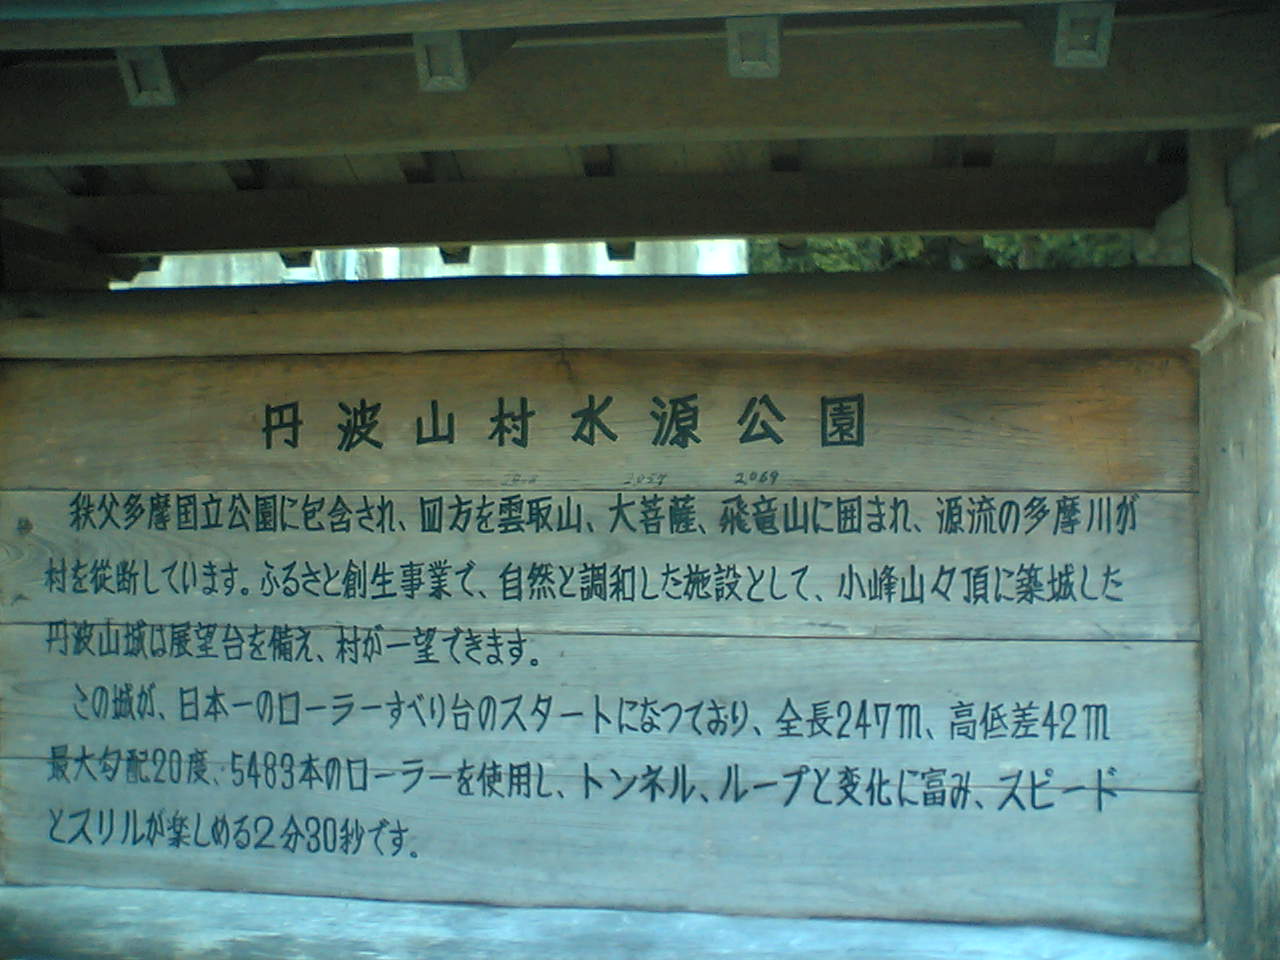 丹波山村水源公園
2,057 2,069
秩父多摩国立公園に包含され、四方を雲取山、大菩薩、飛竜山に囲まれ、源流の多摩川が
村を従断しています。ふるさと創生事業で、自然と調和した施設として、小峰山々頂に築城した
丹波山城は展望台を備え、村が一望できます。
この城が、日本一のローラーすべり台のスタートになつており、全長247m、高低差42m
最大勾配20度、5483本のローラーを使用し、トンネル、ループと変化に富み、スピード
とスリルが楽しめる2分30秒です。